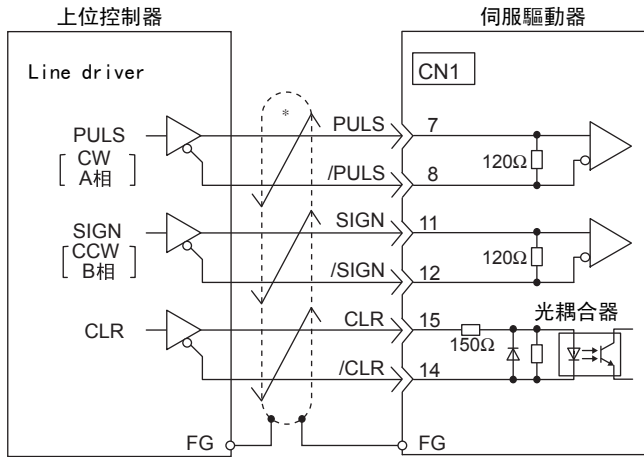 上位控制器
伺服驅動器
Line driver
CN1
*
PULS
CW
A相
PULS
7
/PULS
8
120Ω
SIGN
CCW
B相
SIGN
11
/SIGN
12
120Ω
光耦合器
CLR
CLR
15
150Ω
/CLR
14
FG
FG